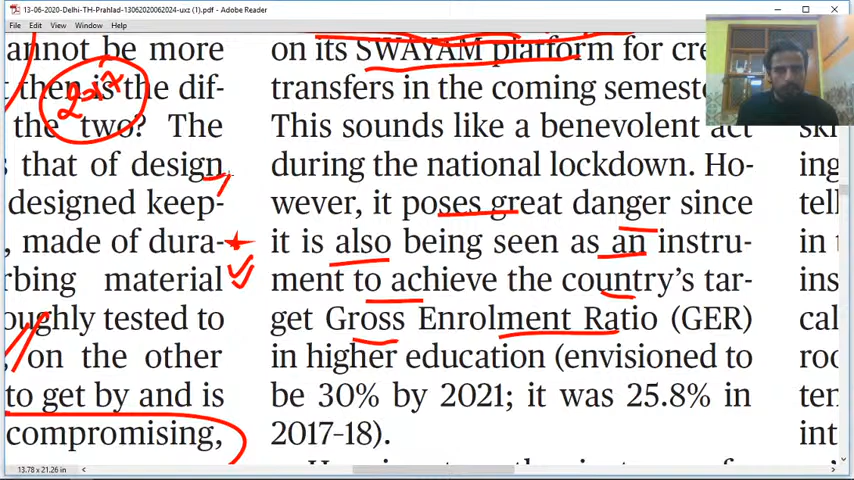 13-06-2020-Delhi-TH-Prahlad-13062020062024-uxz (1).pdf - Adobe Reader
File Edit View Window Help
annot be more
then is the dif-
the two? The
s that of design,
designed keep-
, made of dura-
rbing material
oughly tested to
, on the other
to get by and is
compromising,
on its SWAYAM platform for cre
transfers in the coming semest
This sounds like a benevolent act
during the national lockdown. Ho-
wever, it poses great danger since
it is also being seen as an instru-
ment to achieve the country's tar-
get Gross Enrolment Ratio (GER)
in higher education (envisioned to
be 30% by 2021; it was 25.8% in
2017-18).
ski
ing
tell
in t
ins
cal
roo
ten
int
13.78 x 21.26 in